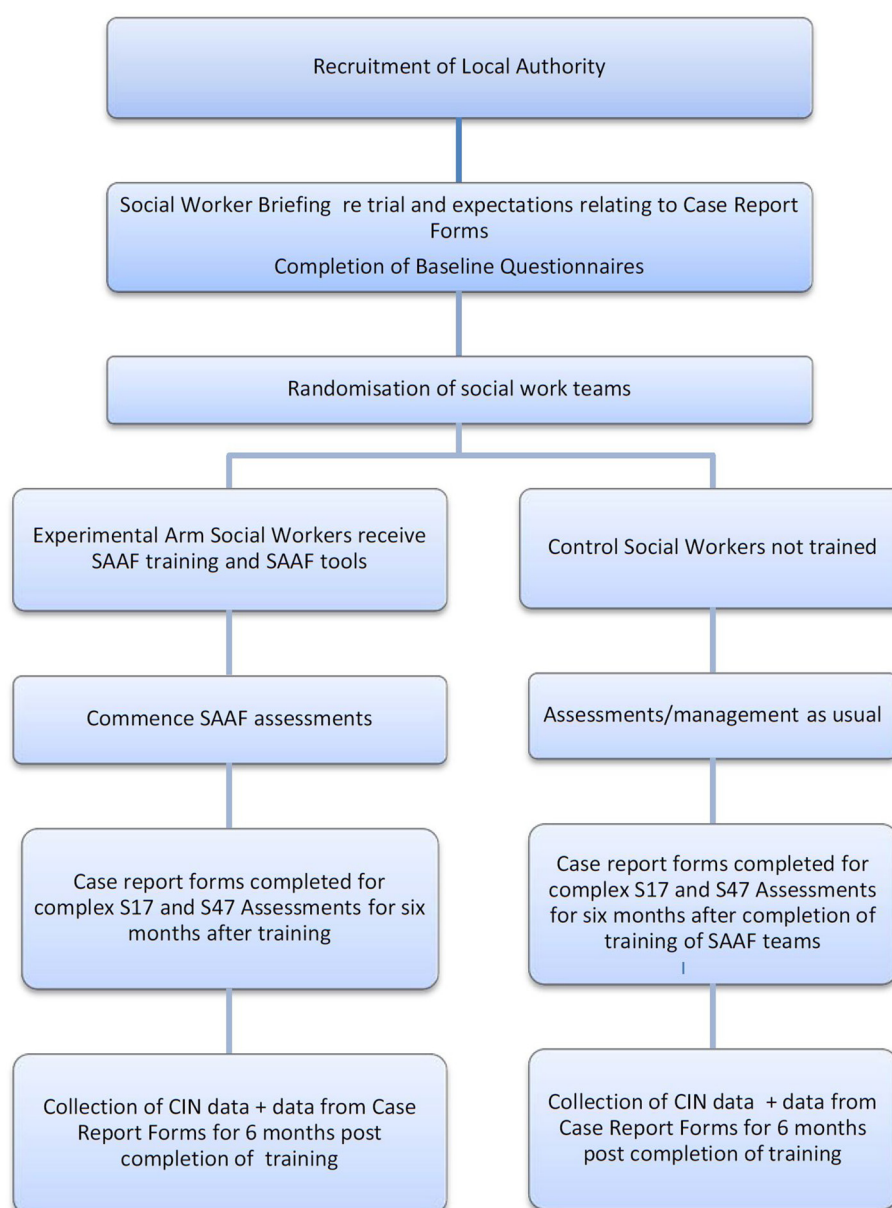 Recruitment of Local Authority
Social Worker Briefing re trial and expectations relating to Case Report
Forms
Completion of Baseline Questionnaires
Randomisation of social work teams
Experimental Arm Social Workers receive
SAAF training and SAAF tools
Control Social Workers not trained
Commence SAAF assessments
Assessments/management as usual
Case report forms completed for
complex S17 and S47 Assessments for six
months after training
Case report forms completed for
complex S17 and S47 Assessments
for six months after completion of
training of SAAF teams
Collection of CIN data + data from Case
Report Forms for 6 months post
completion of training
Collection of CIN data + data from
Case Report Forms for 6 months
post completion of training